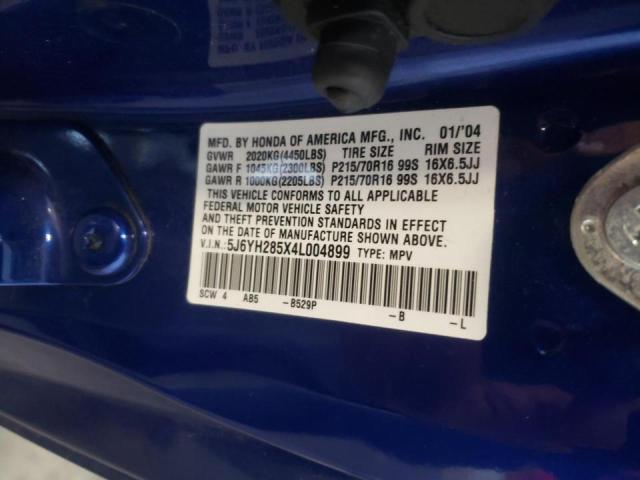 MFD. BY HONDA OF AMERICA MFG., INC. 01/'04
GVWR 2020KG(4450LBS) TIRE SIZE RIM SIZE
GAWR F 1045KG(2300LBS) P215/70R16 99S 16X6.5JJ
GAWR R 1000KG(2205LBS) P215/70R16 99S 16X6.5JJ
THIS VEHICLE CONFORMS TO ALL APPLICABLE
FEDERAL MOTOR VEHICLE SAFETY
AND THEFT PREVENTION STANDARDS IN EFFECT
ON THE DATE OF MANUFACTURE SHOWN ABOVE.
V.I.N.: 5J6YH285X4L004899 TYPE: MPV
SCW 4 AB5 -B529P -B -L